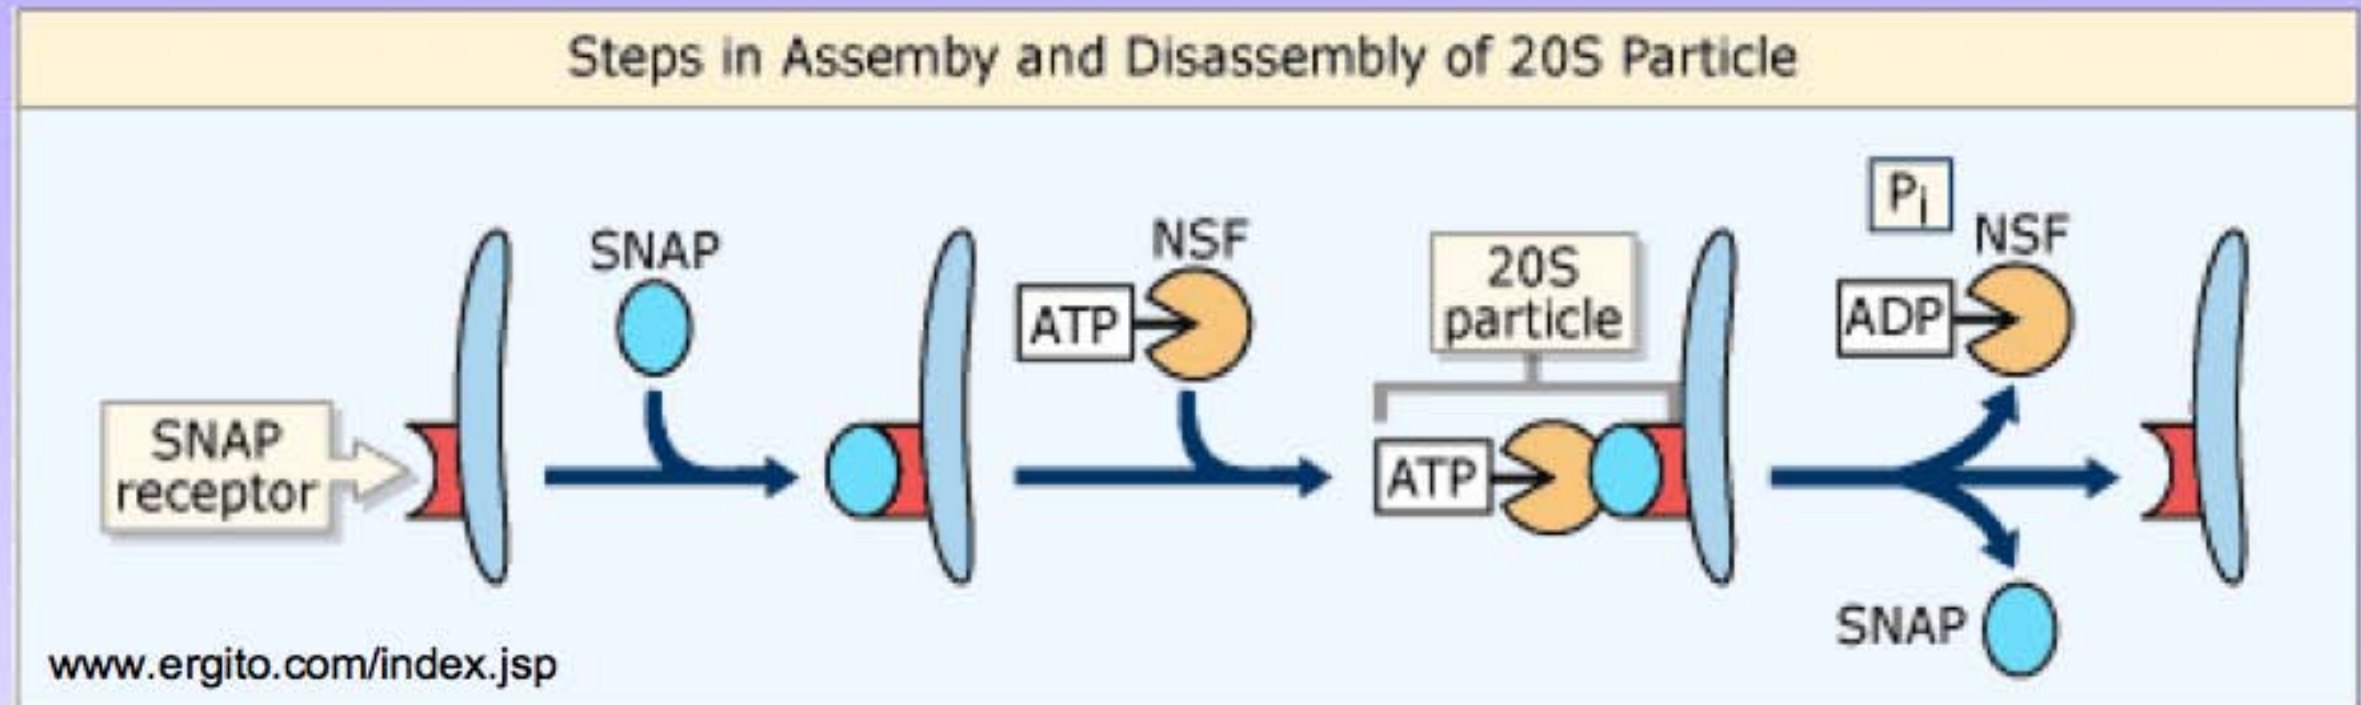 Steps in Assemby and Disassembly of 20S Particle
SNAP
receptor
SNAP
ATP
NSF
20S
particle
ATP
Pi
NSF
ADP
SNAP
www.ergito.com/index.jsp